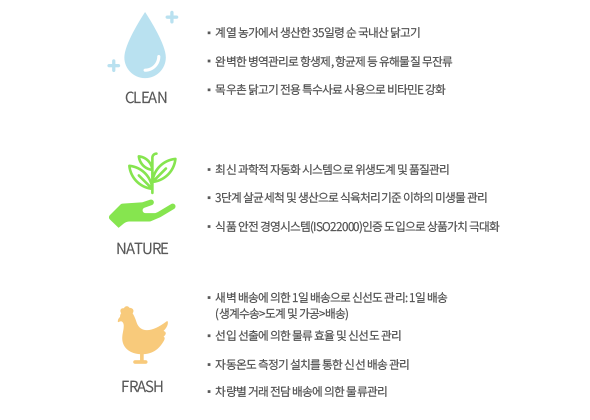 ▪ 계열 농가에서 생산한 35일령 순 국내산 닭고기
▪ 완벽한 병역관리로 항생제, 항균제 등 유해물질 무잔류
▪ 목우촌 닭고기 전용 특수사료 사용으로 비타민E 강화
CLEAN
▪ 최신 과학적 자동화 시스템으로 위생도계 및 품질관리
▪ 3단계 살균세척 및 생산으로 식육처리기준 이하의 미생물 관리
▪ 식품 안전 경영시스템(ISO22000)인증 도입으로 상품가치 극대화
NATURE
▪ 새벽 배송에 의한 1일 배송으로 신선도 관리: 1일 배송
(생계수송>도계 및 가공>배송)
▪ 선입 선출에 의한 물류 효율 및 신선도 관리
▪ 자동온도 측정기 설치를 통한 신선 배송 관리
FRASH
▪ 차량별 거래 전담 배송에 의한 물류관리